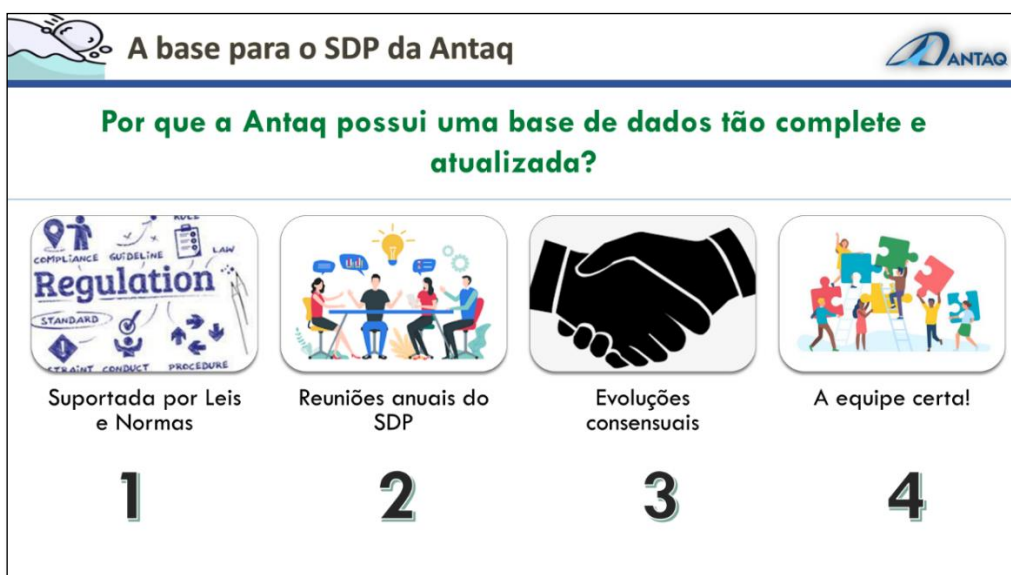 A base para o SDP da Antaq
ANTAQ
Por que a Antaq possui uma base de dados tão complete e
atualizada?
RULE
COMPLIANCE GUIDELINE LAW
Regulation
STANDARD
STRAINT CONDUCT PROCEDURE
Suportada por Leis
e Normas
Reuniões anuais do
SDP
Evoluções
consensuais
A equipe certa!
1
2
3
4